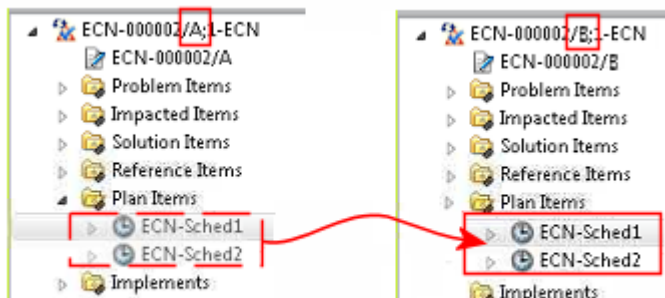 ECN-000002/A;1-ECN
ECN-000002/A
Problem Items
Impacted Items
Solution Items
Reference Items
Plan Items
ECN-Sched1
ECN-Sched2
Implements
ECN-000002/B;1-ECN
ECN-000002/B
Problem Items
Impacted Items
Solution Items
Reference Items
Plan Items
ECN-Sched1
ECN-Sched2
Implements